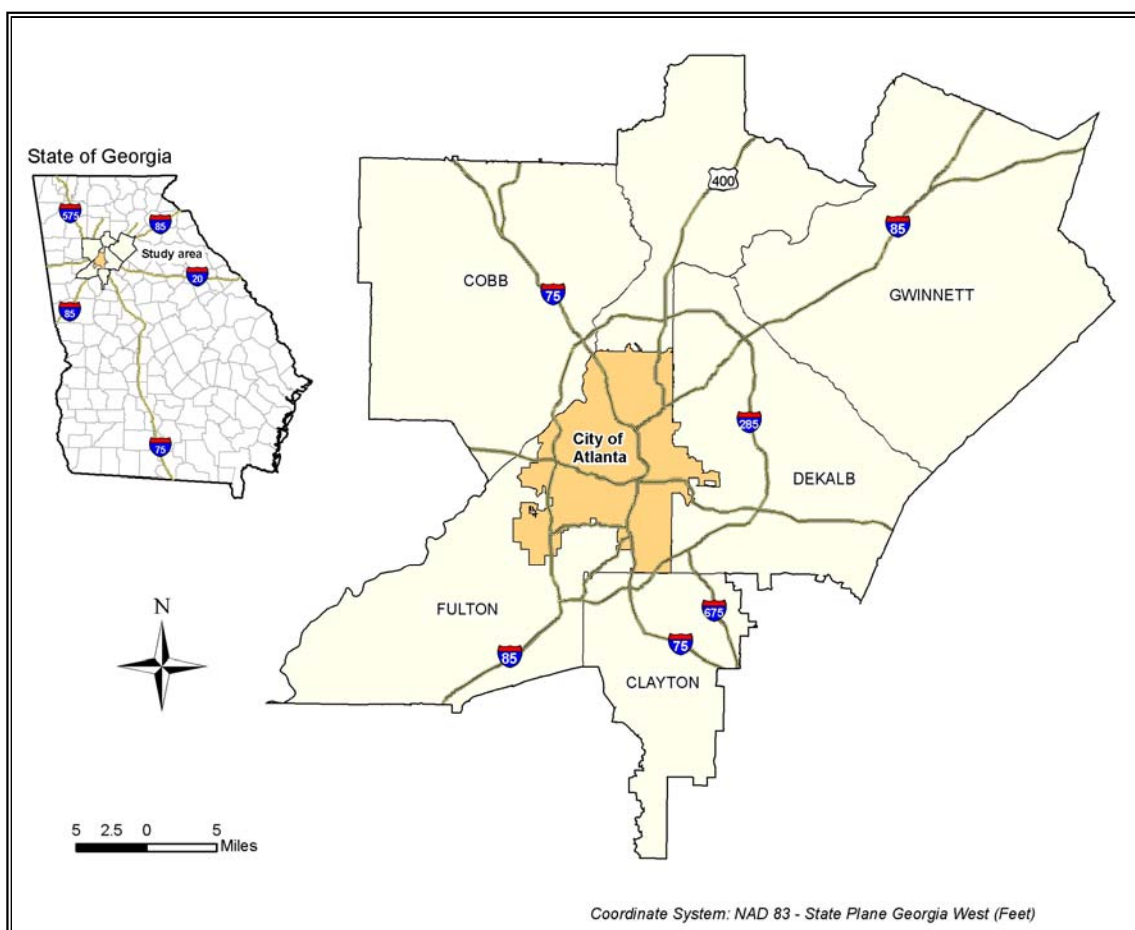 State of Georgia
575
85
Study area
20
85
75
400
85
COBB
75
GWINNETT
285
City of
Atlanta
DEKALB
FULTON
675
85
75
CLAYTON
N
5 2.5 0 5
Miles
Coordinate System: NAD 83 - State Plane Georgia West (Feet)